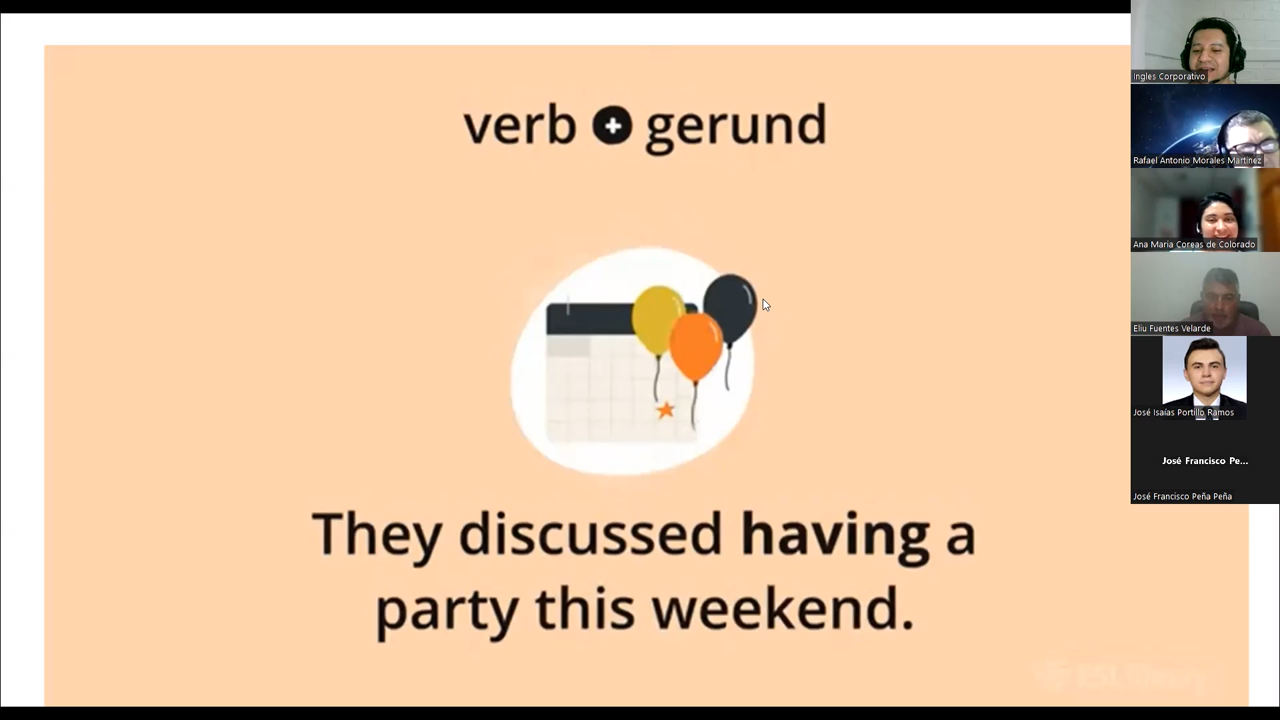 verb + gerund
They discussed having a
party this weekend.
Ingles Corporativo
Rafael Antonio Morales Martinez
Ana Maria Coreas de Colorado
Eliu Fuentes Velarde
José Isaías Portillo Ramos
José Francisco Pe...
José Francisco Peña Peña